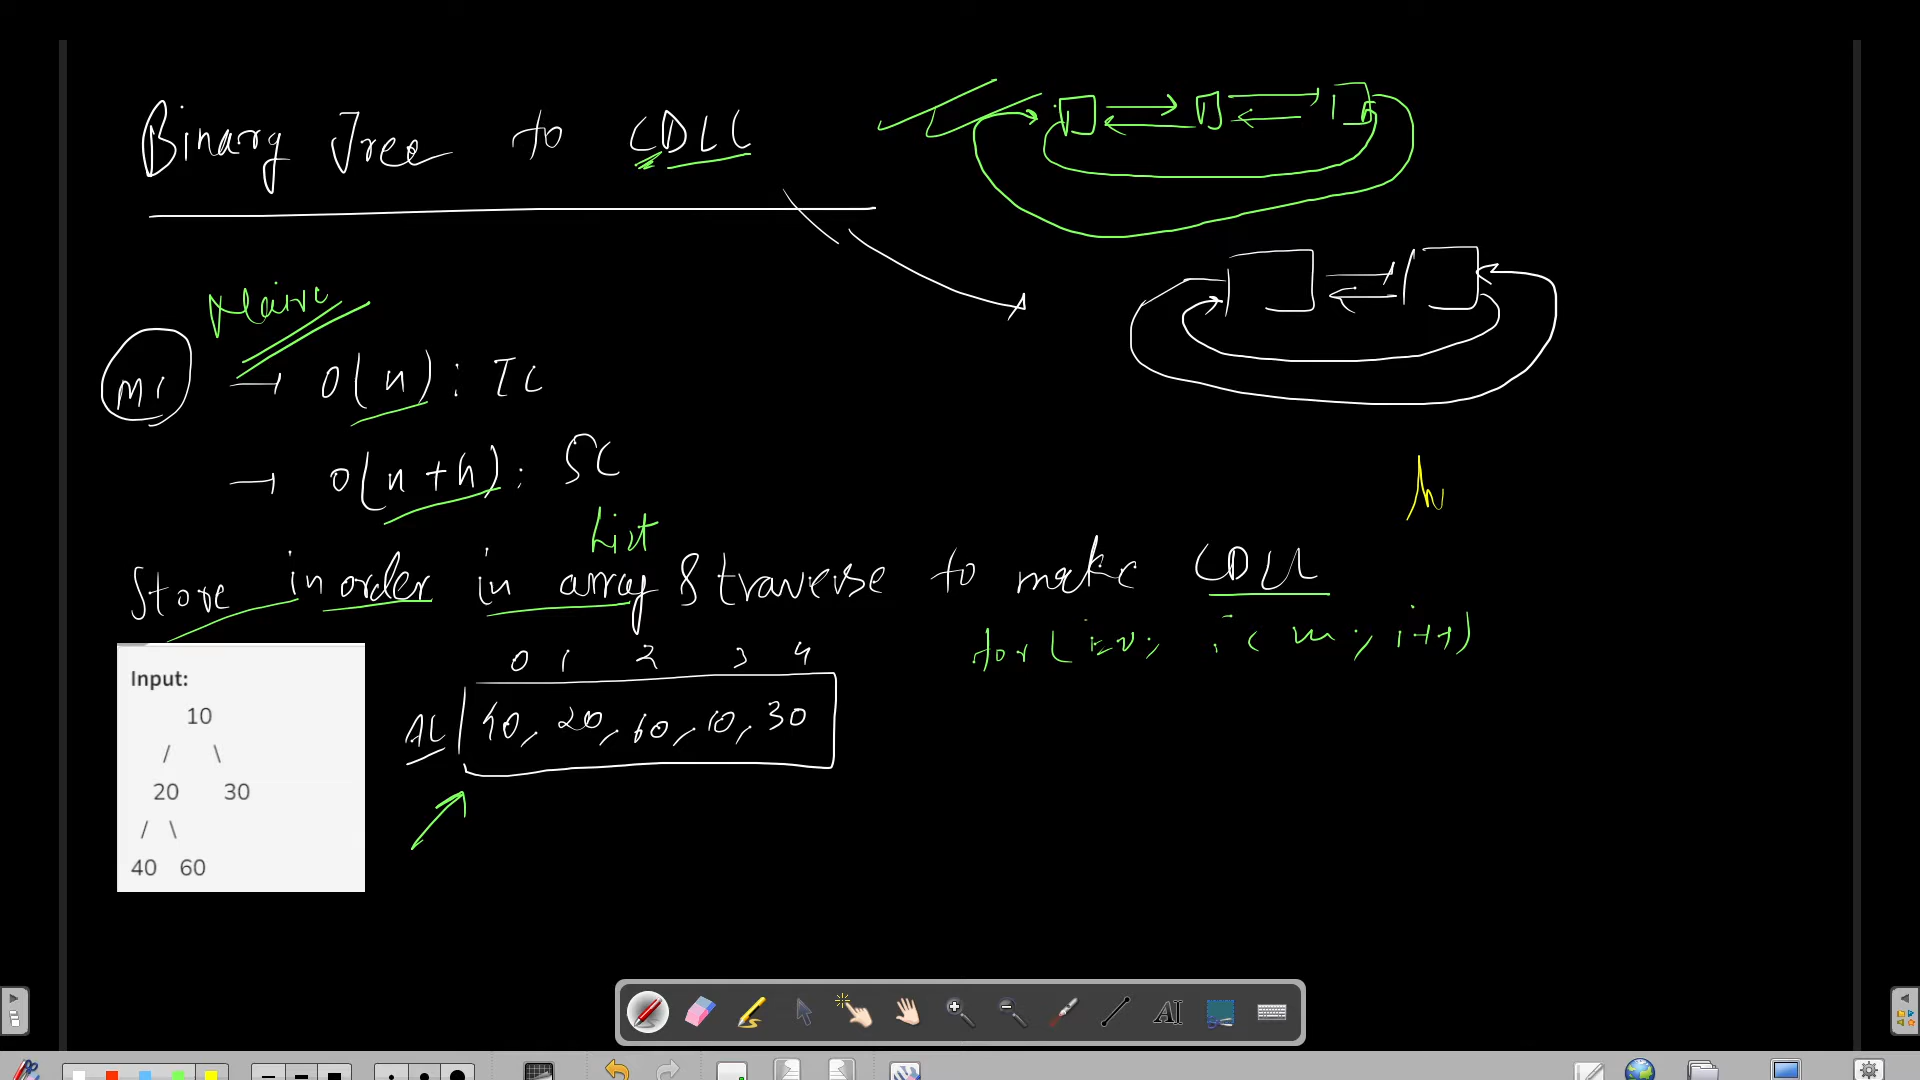 Binary Tree to CDLL
Naive
M1 → O(n) : TC
→ O(n+h) : SC
List
h
Store inorder in array & traverse to make CDLL
for(i=0; i< n; i++)
0 1 2 3 4
AL 40, 20, 60, 10, 30
Input:
10
/ \
20 30
/ \
40 60
AI